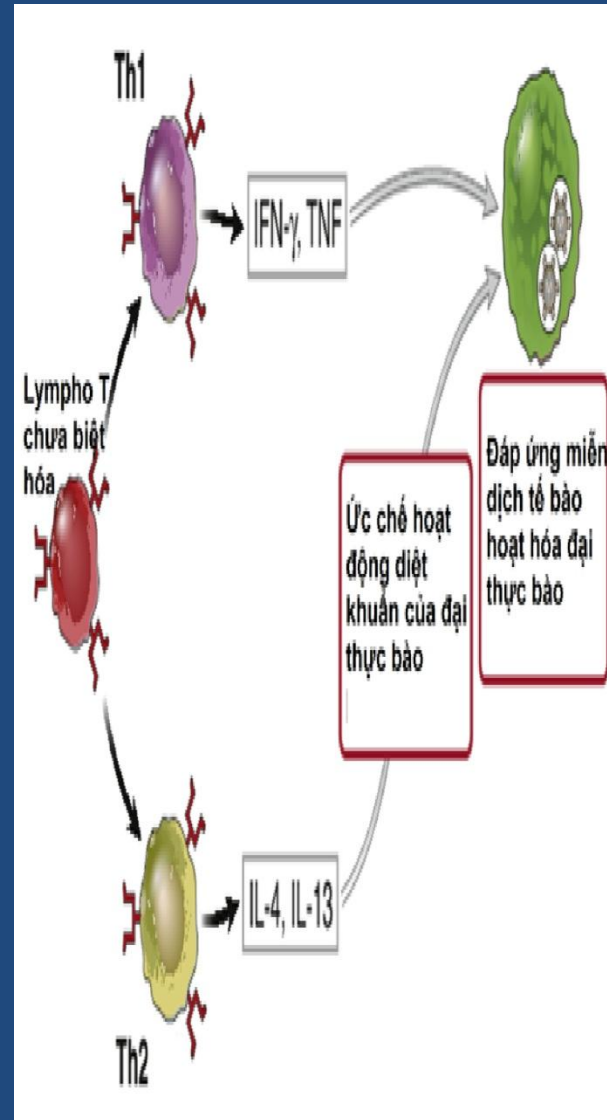 Th1
IFN-γ, TNF
Lympho T
chưa biệt
hóa
Ức chế hoạt
động diệt
khuẩn của đại
thực bào
Đáp ứng miễn
dịch tế bào
hoạt hóa đại
thực bào
IL-4, IL-13
Th2